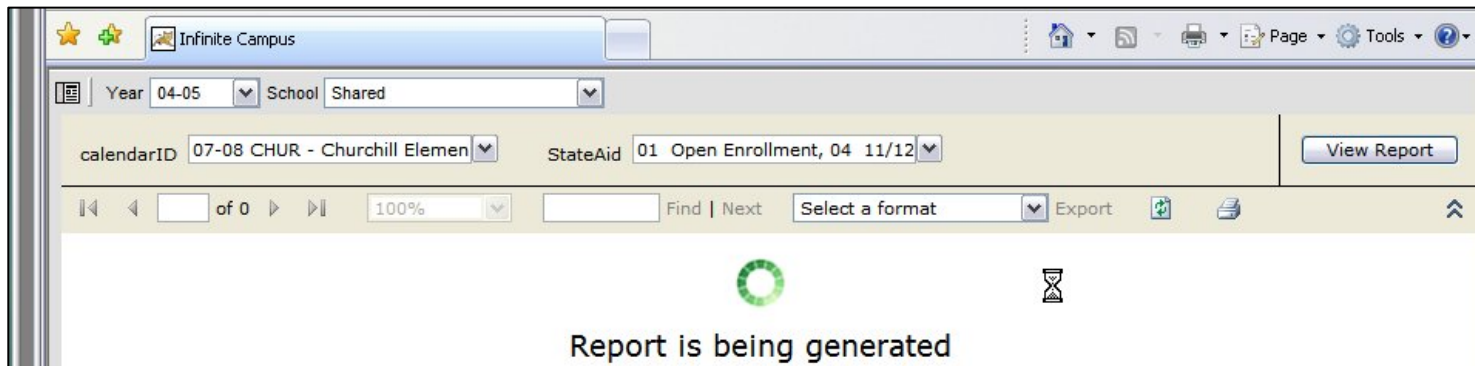 Infinite Campus Page Tools
Year 04-05 School Shared
calendarID 07-08 CHUR - Churchill Elemen StateAid 01 Open Enrollment, 04 11/12 View Report
of 0 100% Find | Next Select a format Export
Report is being generated